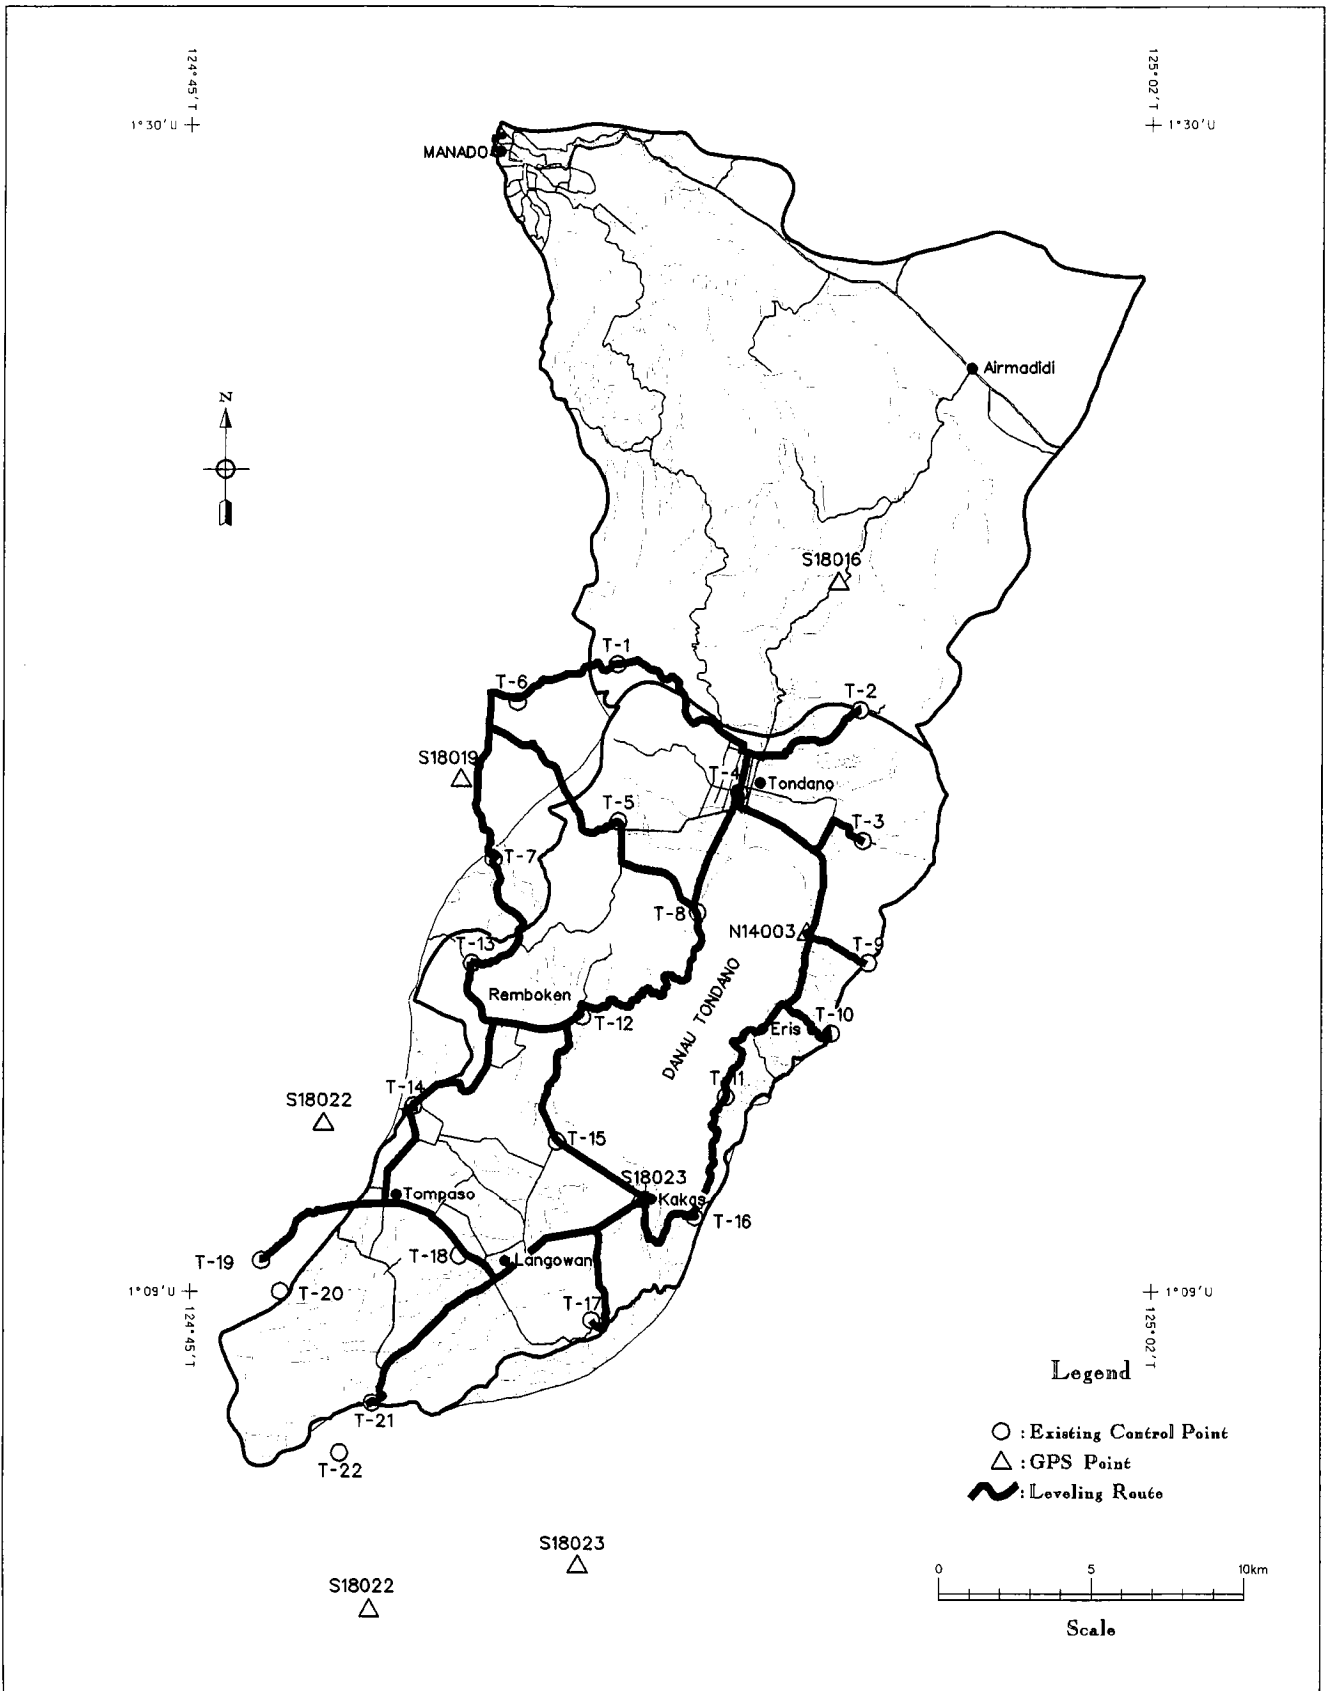 124°45'T
125°02'T
1°30'U
1°30'U
MANADO
Airmadidi
N
S18016
T-1
T-6
T-2
S18019
T-4
Tondano
T-5
T-3
T-7
T-8
N14003
T-9
T-13
DANAU TONDANO
Remboken
T-12
Eris
T-10
T-11
T-14
S18022
T-15
S18023
Kakas
Tompaso
T-16
T-18
Langowan
T-19
T-20
1°09'U
1°09'U
124°45'T
125°02'T
T-17
T-21
T-22
Legend
: Existing Control Point
: GPS Point
: Leveling Route
S18023
S18022
0 5 10km
Scale